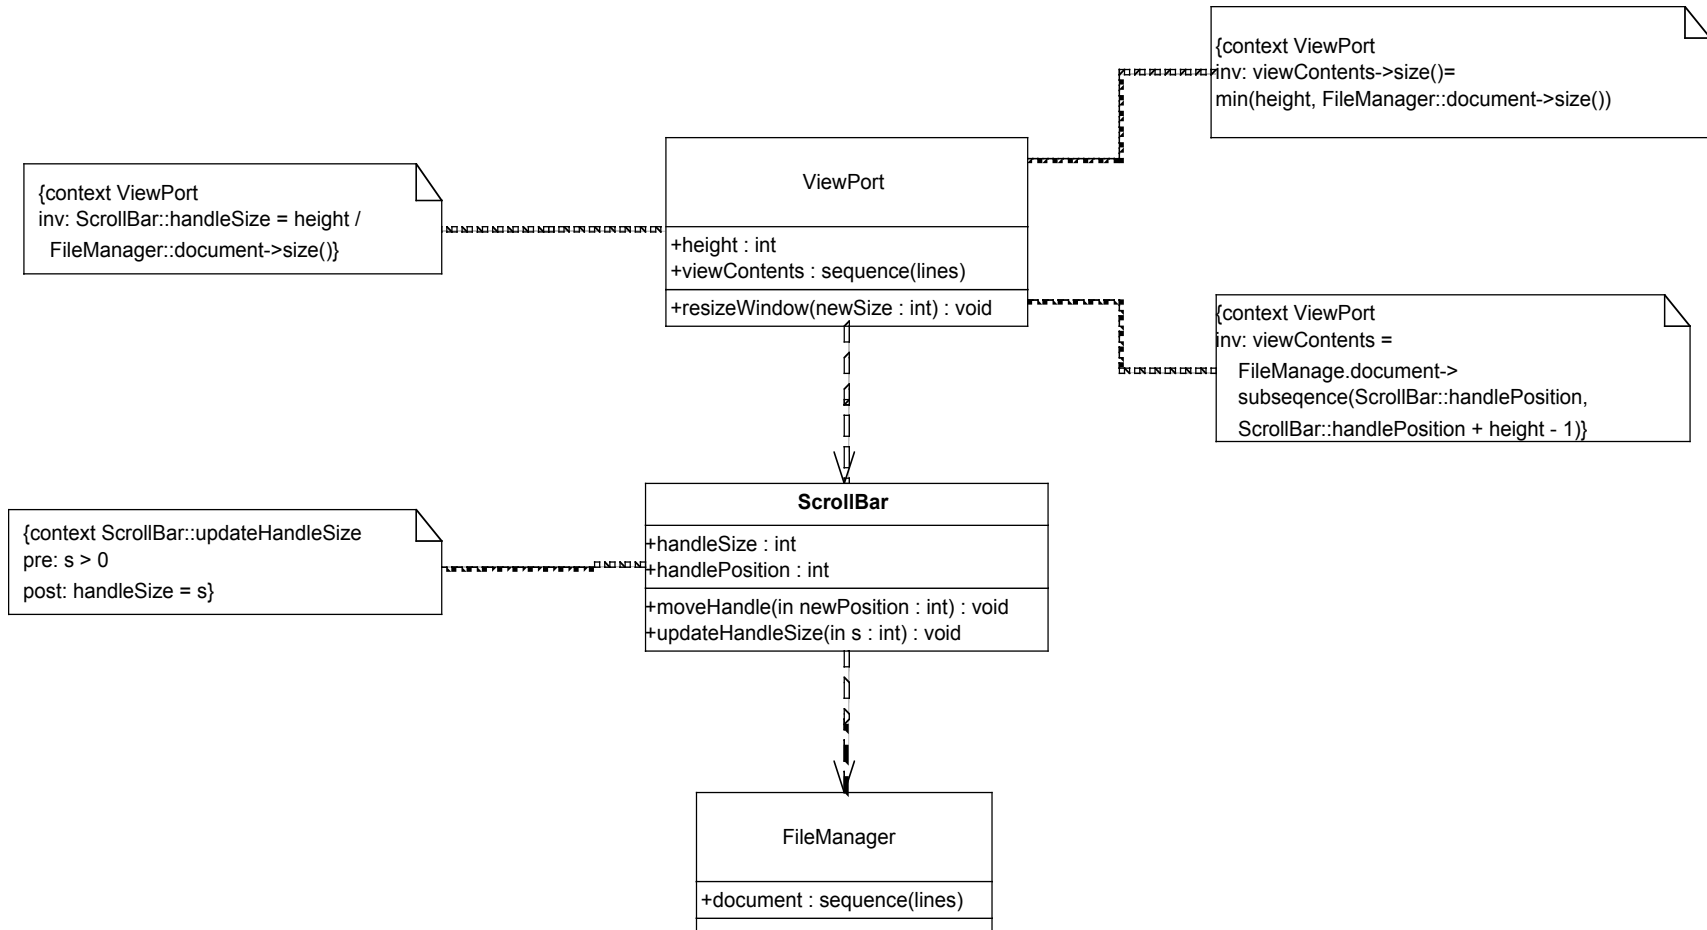 {context ViewPort
inv: viewContents->size()=
min(height, FileManager::document->size())
ViewPort
{context ViewPort
inv: ScrollBar::handleSize = height /
FileManager::document->size()}
+height : int
+viewContents : sequence(lines)
+resizeWindow(newSize : int) : void
{context ViewPort
inv: viewContents =
FileManage.document->
subseqence(ScrollBar::handlePosition,
ScrollBar::handlePosition + height - 1)}
ScrollBar
{context ScrollBar::updateHandleSize
pre: s > 0
post: handleSize = s}
+handleSize : int
+handlePosition : int
+moveHandle(in newPosition : int) : void
+updateHandleSize(in s : int) : void
FileManager
+document : sequence(lines)